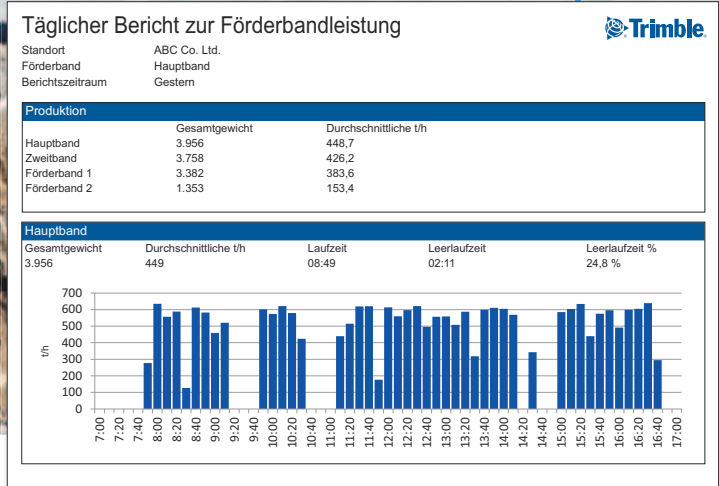 Täglicher Bericht zur Förderbandleistung
Trimble
Standort ABC Co. Ltd.
Förderband Hauptband
Berichtszeitraum Gestern
Produktion
Gesamtgewicht Durchschnittliche t/h
Hauptband 3.956 448,7
Zweitband 3.758 426,2
Förderband 1 3.382 383,6
Förderband 2 1.353 153,4
Hauptband
Gesamtgewicht Durchschnittliche t/h Laufzeit Leerlaufzeit Leerlaufzeit %
3.956 449 08:49 02:11 24,8 %
700
600
500
400
300
200
100
0
t/h
7:00 7:20 7:40 8:00 8:20 8:40 9:00 9:20 9:40 10:00 10:20 10:40 11:00 11:20 11:40 12:00 12:20 12:40 13:00 13:20 13:40 14:00 14:20 14:40 15:00 15:20 15:40 16:00 16:20 16:40 17:00